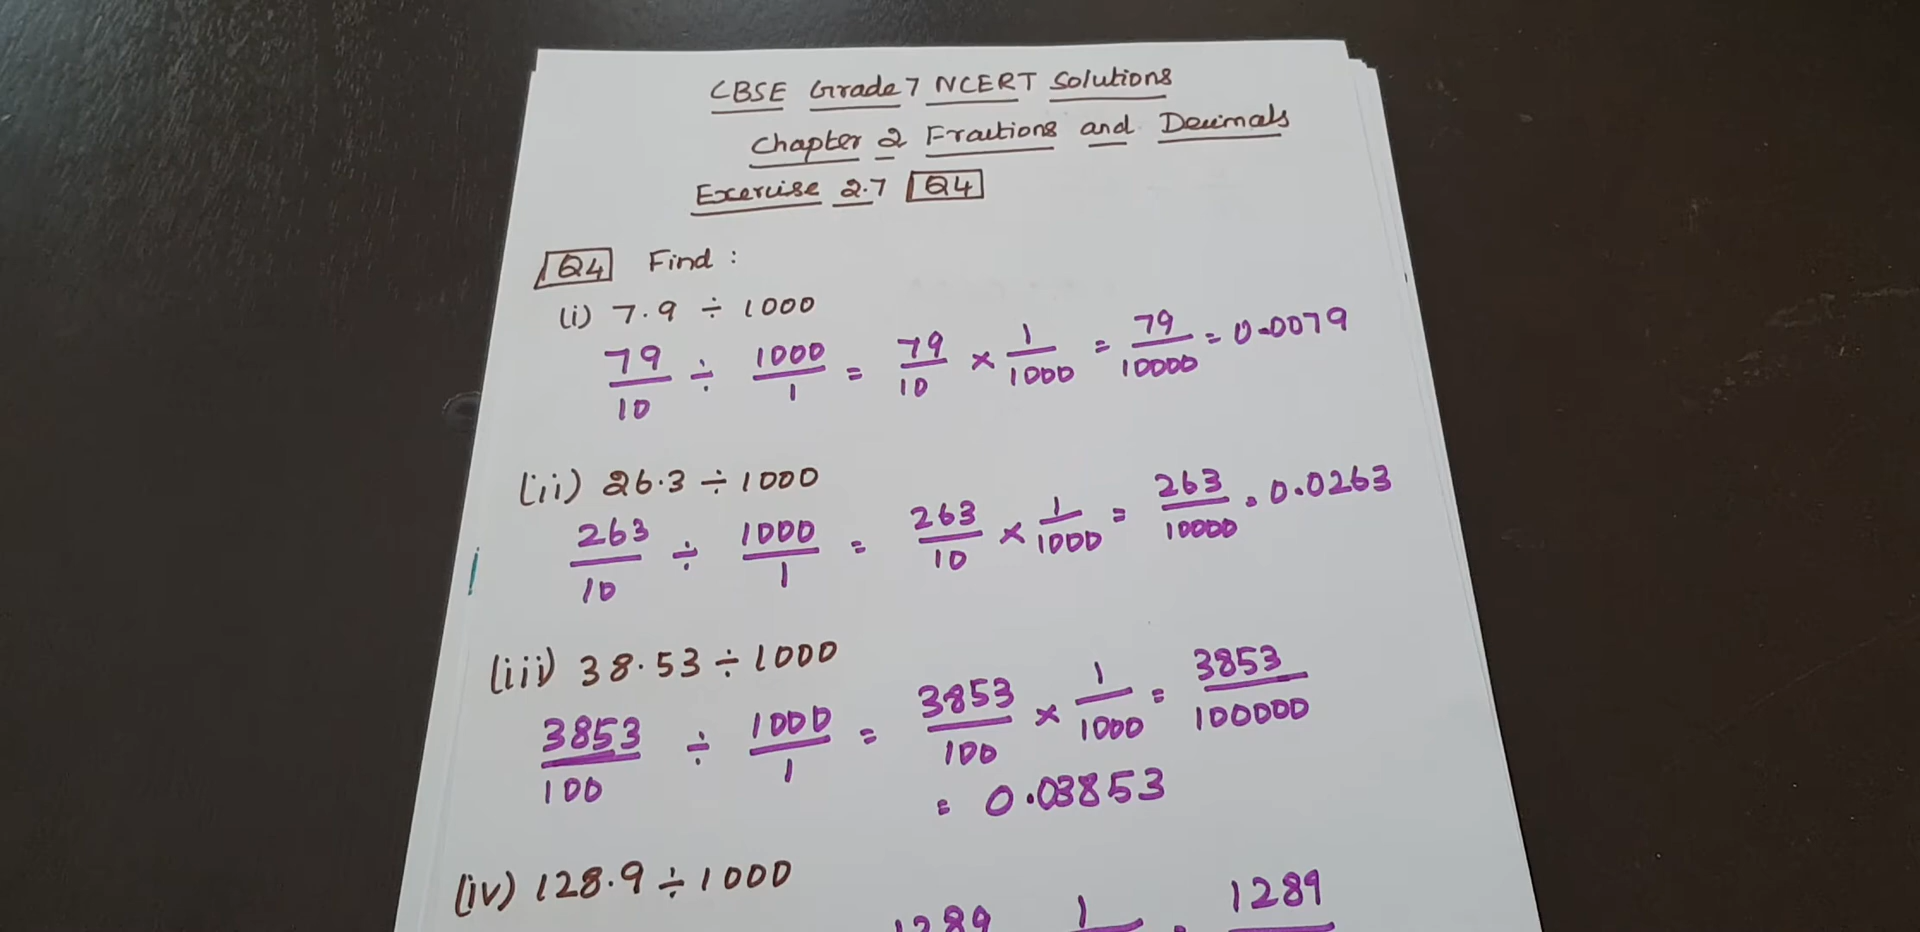 CBSE Grade 7 NCERT Solutions
Chapter 2 Fractions and Decimals
Exercise 2.7 Q4
Q4 Find :
(i) 7.9 ÷ 1000
79/10 ÷ 1000/1 = 79/10 × 1/1000 = 79/10000 = 0.0079
(ii) 26.3 ÷ 1000
263/10 ÷ 1000/1 = 263/10 × 1/1000 = 263/10000 = 0.0263
(iii) 38.53 ÷ 1000
3853/100 ÷ 1000/1 = 3853/100 × 1/1000 = 3853/100000
= 0.03853
(iv) 128.9 ÷ 1000
1289 1 = 1289